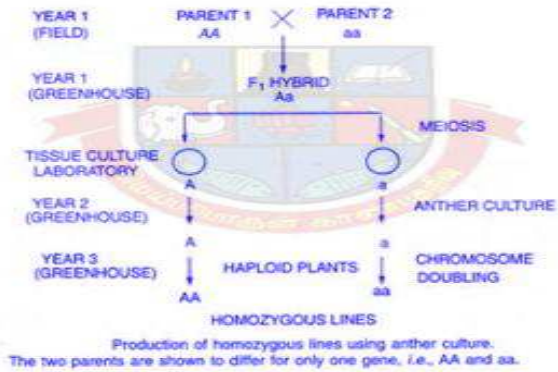 YEAR 1 PARENT 1 PARENT 2
(FIELD) AA aa
YEAR 1 F1 HYBRID
(GREENHOUSE) Aa
MEIOSIS
TISSUE CULTURE
LABORATORY A a
YEAR 2 ANTHER CULTURE
(GREENHOUSE)
A a
YEAR 3 HAPLOID PLANTS CHROMOSOME
(GREENHOUSE) DOUBLING
AA aa
HOMOZYGOUS LINES
Production of homozygous lines using anther culture.
The two parents are shown to differ for only one gene, i.e., AA and aa.